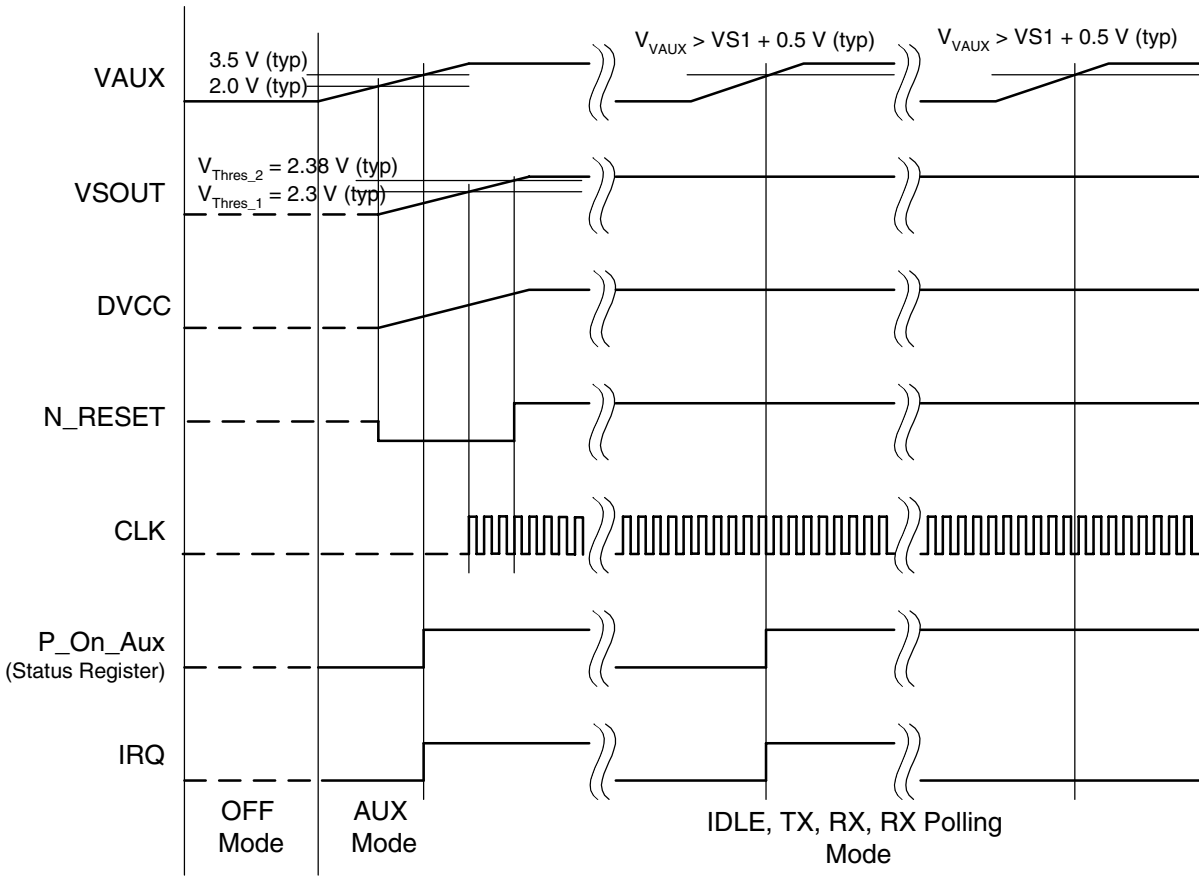 V_VAUX > VS1 + 0.5 V (typ)
V_VAUX > VS1 + 0.5 V (typ)
3.5 V (typ)
VAUX
2.0 V (typ)
V_Thres_2 = 2.38 V (typ)
VSOUT
V_Thres_1 = 2.3 V (typ)
DVCC
N_RESET
CLK
P_On_Aux
(Status Register)
IRQ
OFF
Mode
AUX
Mode
IDLE, TX, RX, RX Polling
Mode